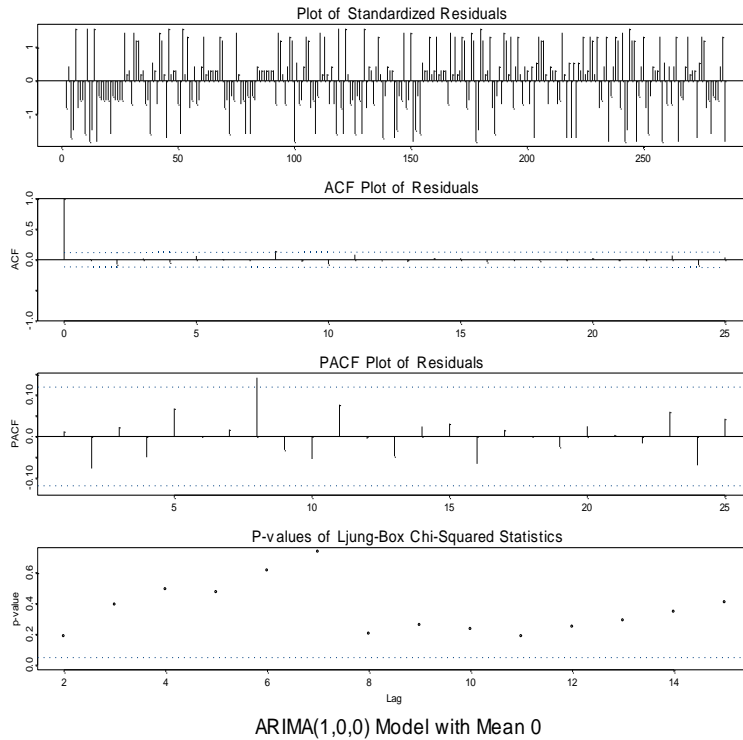 Plot of Standardized Residuals
1
0
-1
0 50 100 150 200 250
ACF Plot of Residuals
ACF
1.0
0.5
0.0
-1.0
0 5 10 15 20 25
PACF Plot of Residuals
PACF
0.10
0.0
-0.10
5 10 15 20 25
P-values of Ljung-Box Chi-Squared Statistics
p-value
0.6
0.4
0.2
0.0
2 4 6 8 10 12 14
Lag
ARIMA(1,0,0) Model with Mean 0